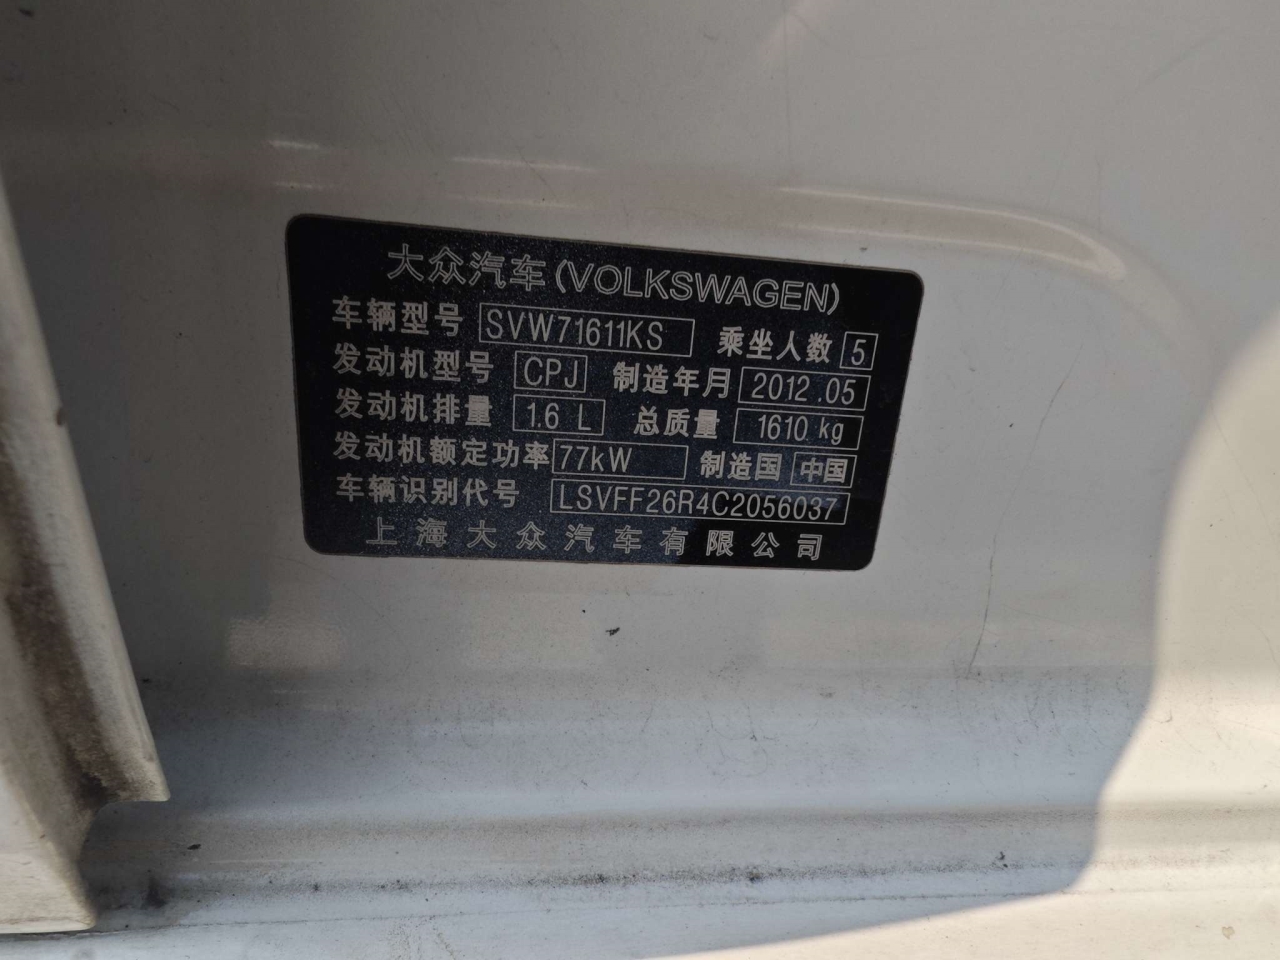 大众汽车(VOLKSWAGEN)
车辆型号 SVW71611KS 乘坐人数 5
发动机型号 CPJ 制造年月 2012.05
发动机排量 1.6 L 总质量 1610 kg
发动机额定功率 77kW 制造国 中国
车辆识别代号 LSVFF26R4C2056037
上海大众汽车有限公司